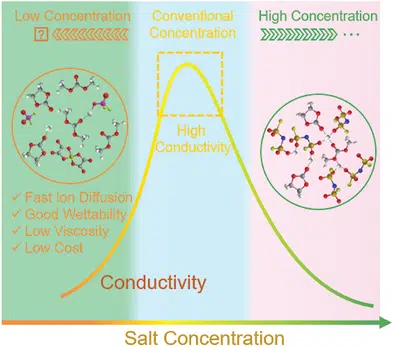 Low Concentration
? <<<<<<<<<<
Conventional
Concentration
High Concentration
>>>>>>>>>> ···
High
Conductivity
✓ Fast Ion Diffusion
✓ Good Wettability
✓ Low Viscosity
✓ Low Cost
Conductivity
Salt Concentration